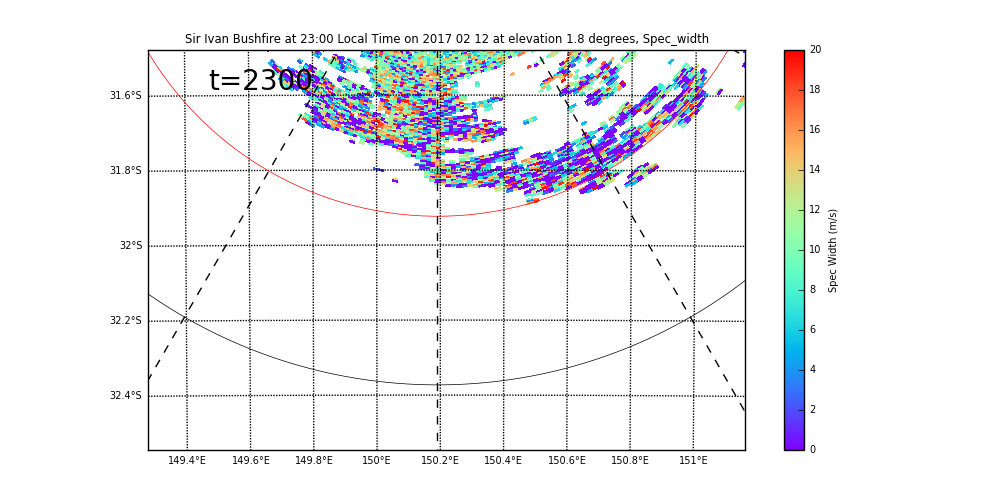 Sir Ivan Bushfire at 23:00 Local Time on 2017 02 12 at elevation 1.8 degrees, Spec_width
t=2300
31.6°S
31.8°S
32°S
32.2°S
32.4°S
149.4°E 149.6°E 149.8°E 150°E 150.2°E 150.4°E 150.6°E 150.8°E 151°E
20
18
16
14
12
10
8
6
4
2
0
Spec Width (m/s)